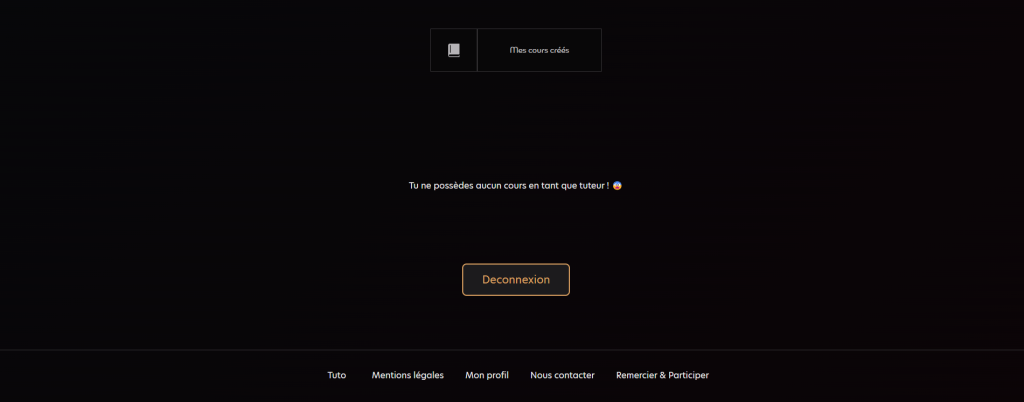 Mes cours créés
Tu ne possèdes aucun cours en tant que tuteur ! 😱
Deconnexion
Tuto Mentions légales Mon profil Nous contacter Remercier & Participer